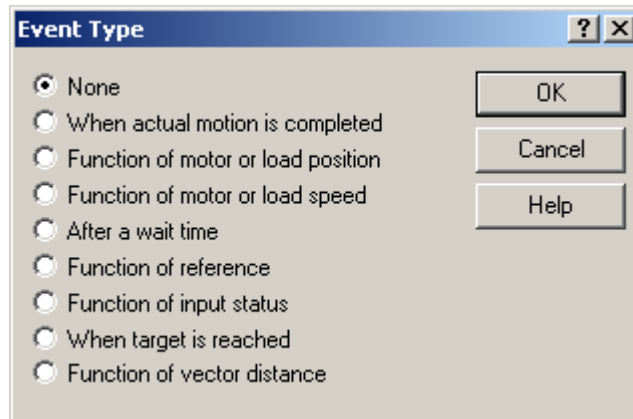 Event Type
? X
None
When actual motion is completed
Function of motor or load position
Function of motor or load speed
After a wait time
Function of reference
Function of input status
When target is reached
Function of vector distance
OK
Cancel
Help